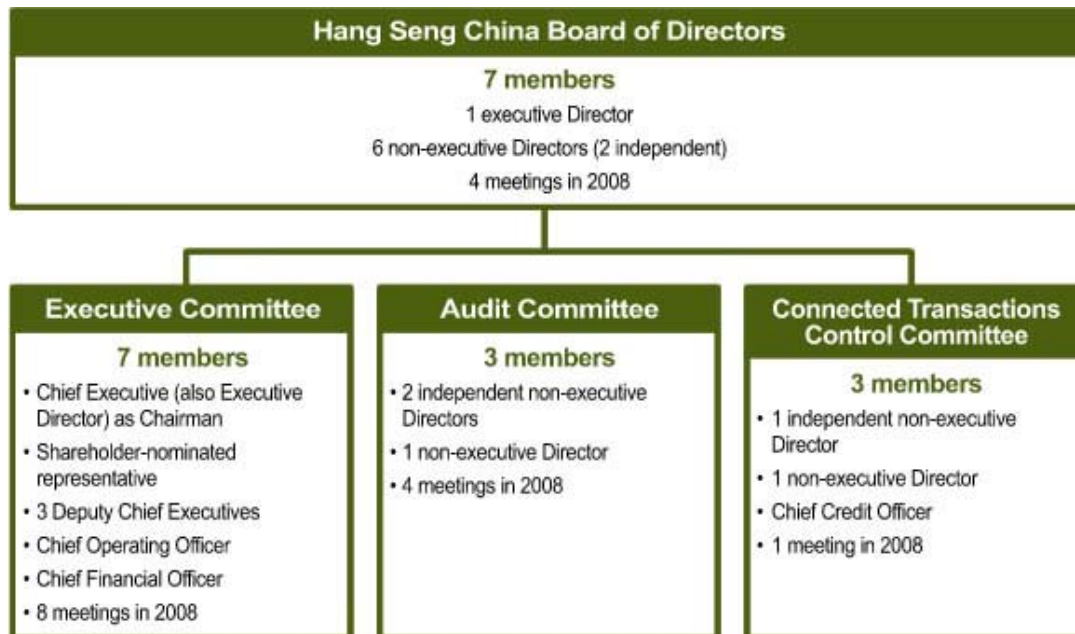 Hang Seng China Board of Directors
7 members
1 executive Director
6 non-executive Directors (2 independent)
4 meetings in 2008
Executive Committee
7 members
• Chief Executive (also Executive
Director) as Chairman
• Shareholder-nominated
representative
• 3 Deputy Chief Executives
• Chief Operating Officer
• Chief Financial Officer
• 8 meetings in 2008
Audit Committee
3 members
• 2 independent non-executive
Directors
• 1 non-executive Director
• 4 meetings in 2008
Connected Transactions
Control Committee
3 members
• 1 independent non-executive
Director
• 1 non-executive Director
• Chief Credit Officer
• 1 meeting in 2008